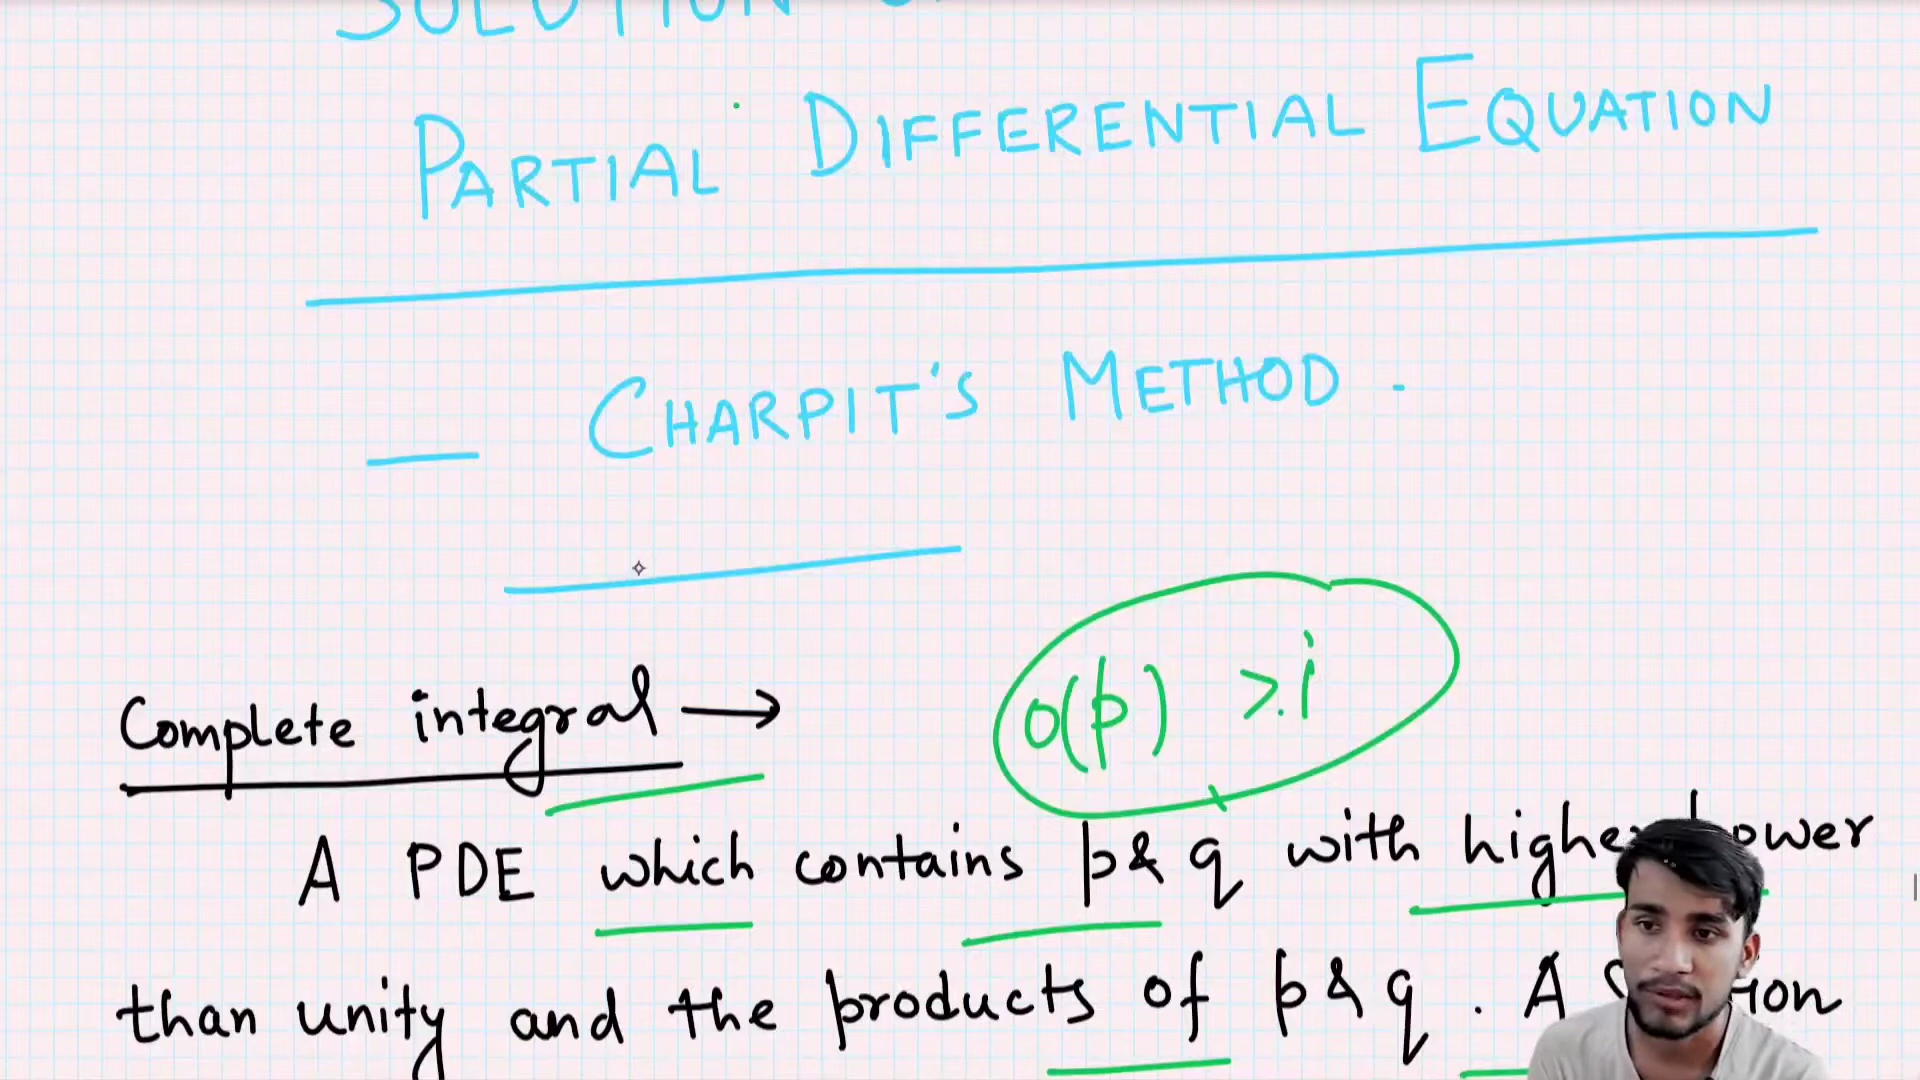 SOLUTION
PARTIAL DIFFERENTIAL EQUATION
— CHARPIT'S METHOD .
Complete integral →
o(p) > 1
A PDE which contains p & q with higher power
than unity and the products of p & q . A